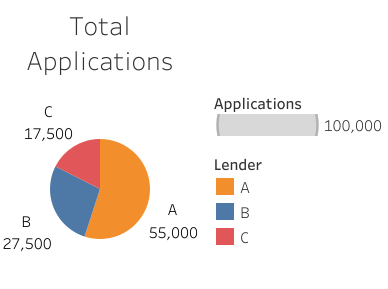 Total
Applications
C
17,500
B
27,500
A
55,000
Applications
100,000
Lender
A
B
C